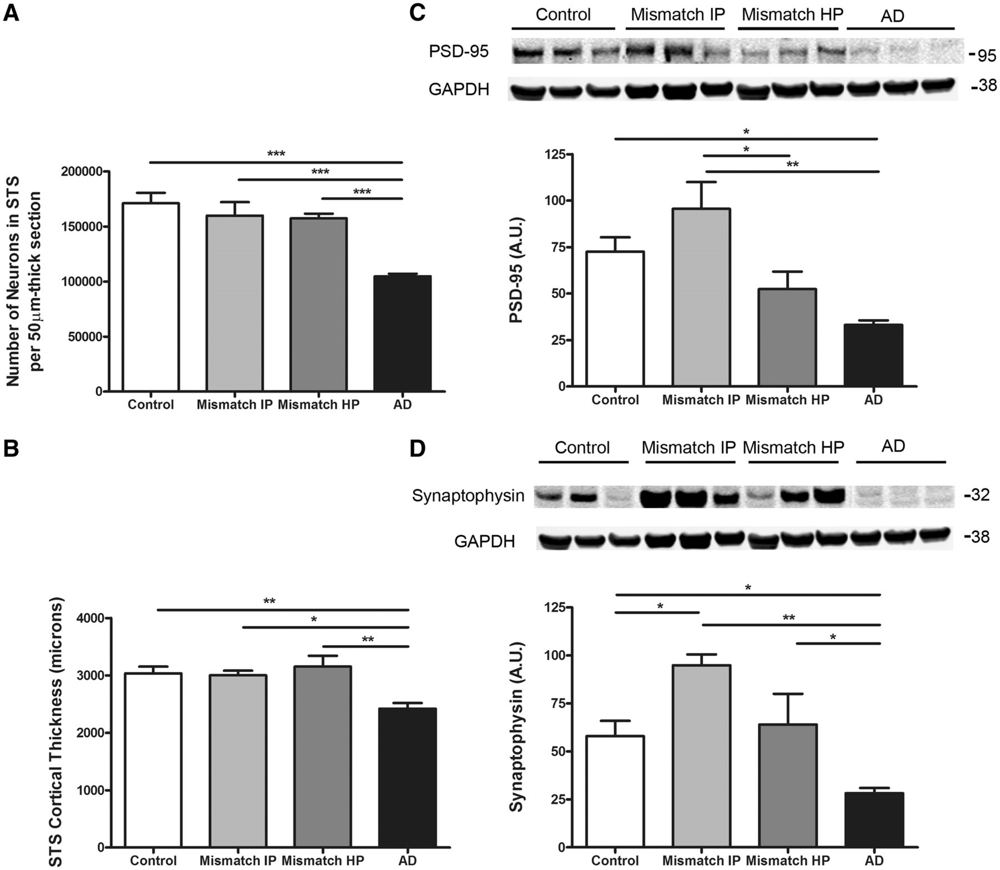 A
***
***
***
200000
150000
100000
50000
0
Number of Neurons in STS
per 50μm-thick section
Control Mismatch IP Mismatch HP AD
B
**
*
**
4000
3000
2000
1000
0
STS Cortical Thickness (microns)
Control Mismatch IP Mismatch HP AD
C
Control Mismatch IP Mismatch HP AD
PSD-95 -95
GAPDH -38
*
*
**
125
100
75
50
25
0
PSD-95 (A.U.)
Control Mismatch IP Mismatch HP AD
D
Control Mismatch IP Mismatch HP AD
Synaptophysin -32
GAPDH -38
*
*
**
*
125
100
75
50
25
0
Synaptophysin (A.U.)
Control Mismatch IP Mismatch HP AD